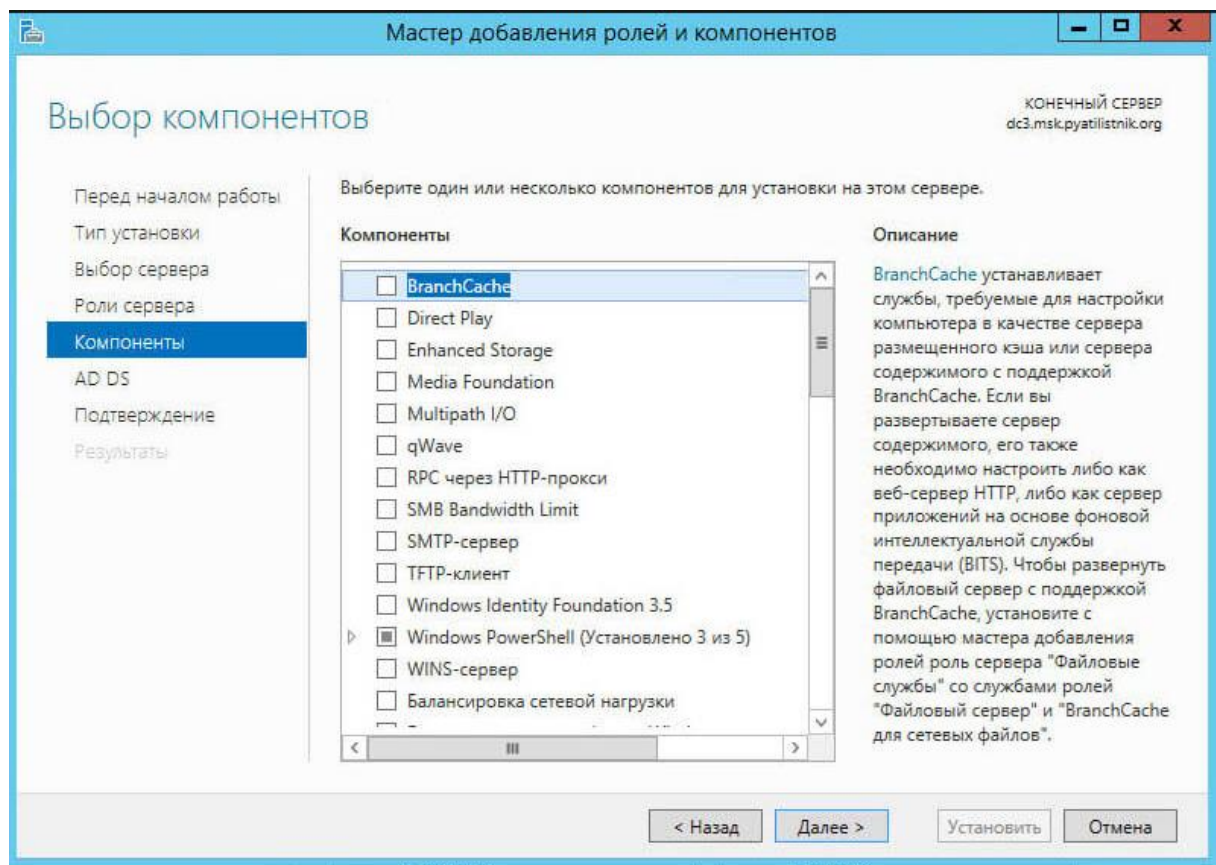 Мастер добавления ролей и компонентов
Выбор компонентов
КОНЕЧНЫЙ СЕРВЕР
dc3.msk.pyatilistnik.org
Перед началом работы
Тип установки
Выбор сервера
Роли сервера
Компоненты
AD DS
Подтверждение
Результаты
Выберите один или несколько компонентов для установки на этом сервере.
Компоненты
BranchCache
Direct Play
Enhanced Storage
Media Foundation
Multipath I/O
qWave
RPC через HTTP-прокси
SMB Bandwidth Limit
SMTP-сервер
TFTP-клиент
Windows Identity Foundation 3.5
Windows PowerShell (Установлено 3 из 5)
WINS-сервер
Балансировка сетевой нагрузки
Описание
BranchCache устанавливает
службы, требуемые для настройки
компьютера в качестве сервера
размещенного кэша или сервера
содержимого с поддержкой
BranchCache. Если вы
развертываете сервер
содержимого, его также
необходимо настроить либо как
веб-сервер HTTP, либо как сервер
приложений на основе фоновой
интеллектуальной службы
передачи (BITS). Чтобы развернуть
файловый сервер с поддержкой
BranchCache, установите с
помощью мастера добавления
ролей роль сервера "Файловые
службы" со службами ролей
"Файловый сервер" и "BranchCache
для сетевых файлов".
< Назад
Далее >
Установить
Отмена